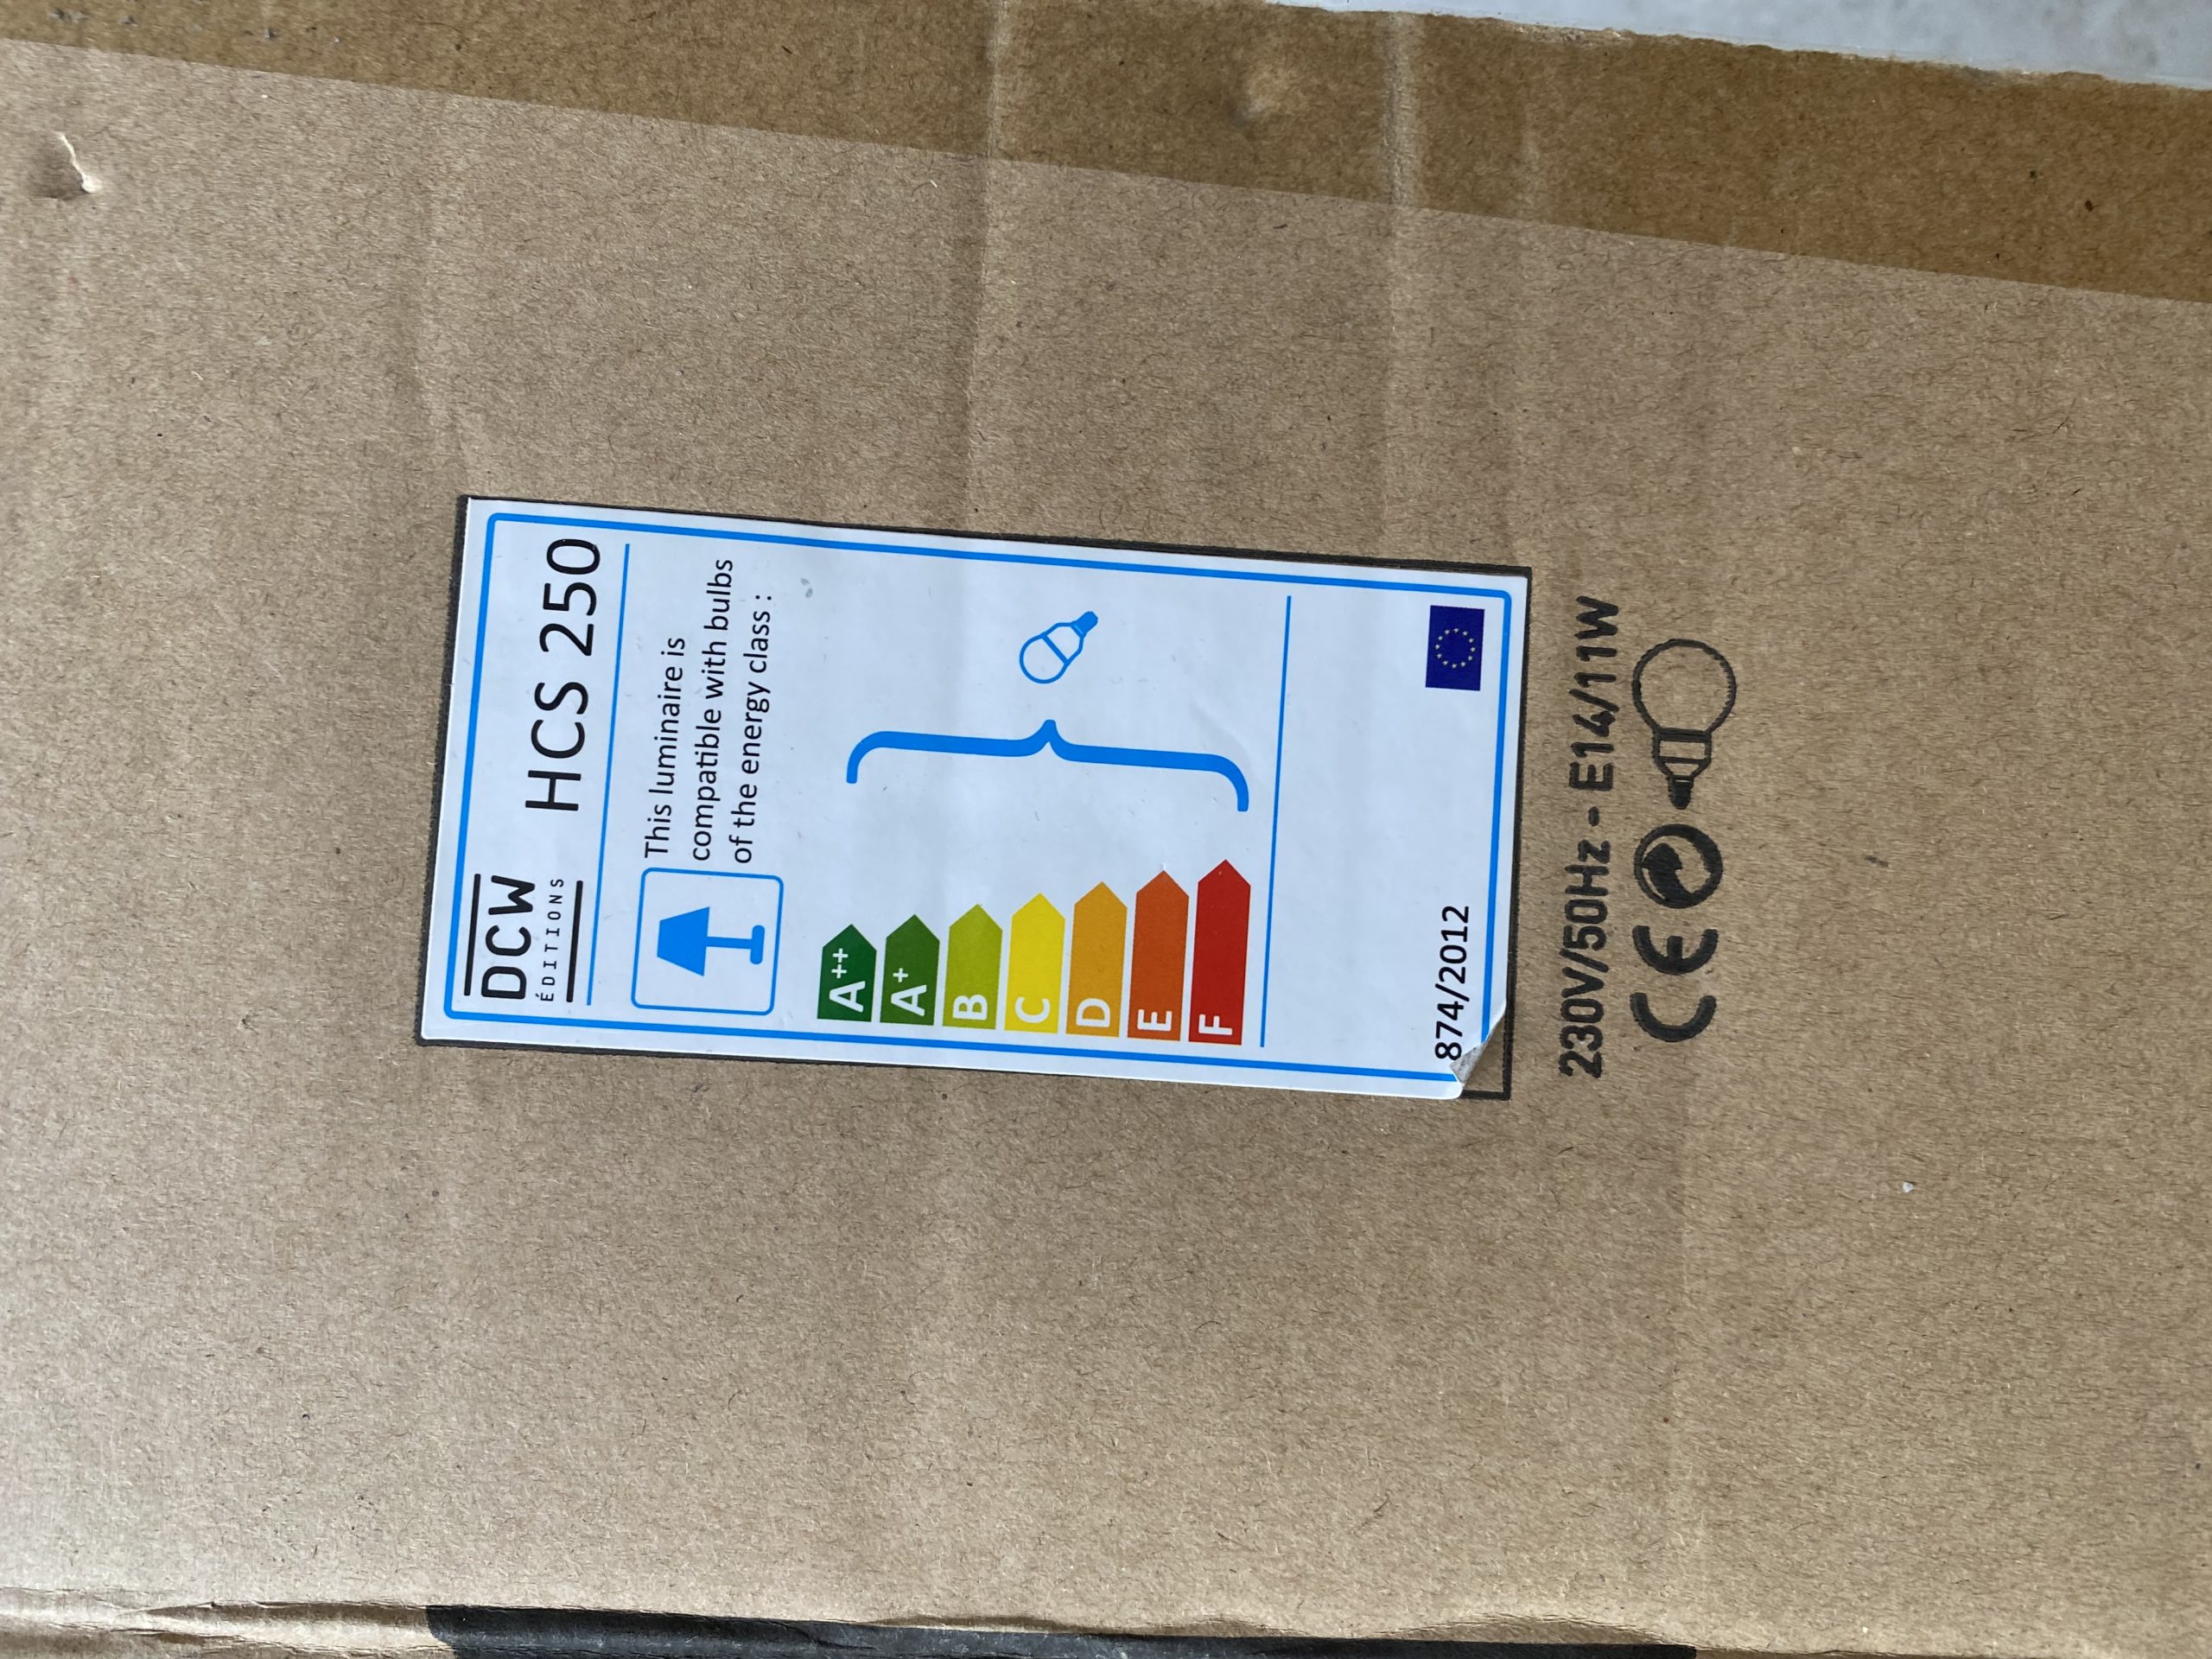 DCW
ÉDITIONS
HCS 250
This luminaire is
compatible with bulbs
of the energy class :
A++
A+
B
C
D
E
F
874/2012
230V/50Hz - E14/11W
CE